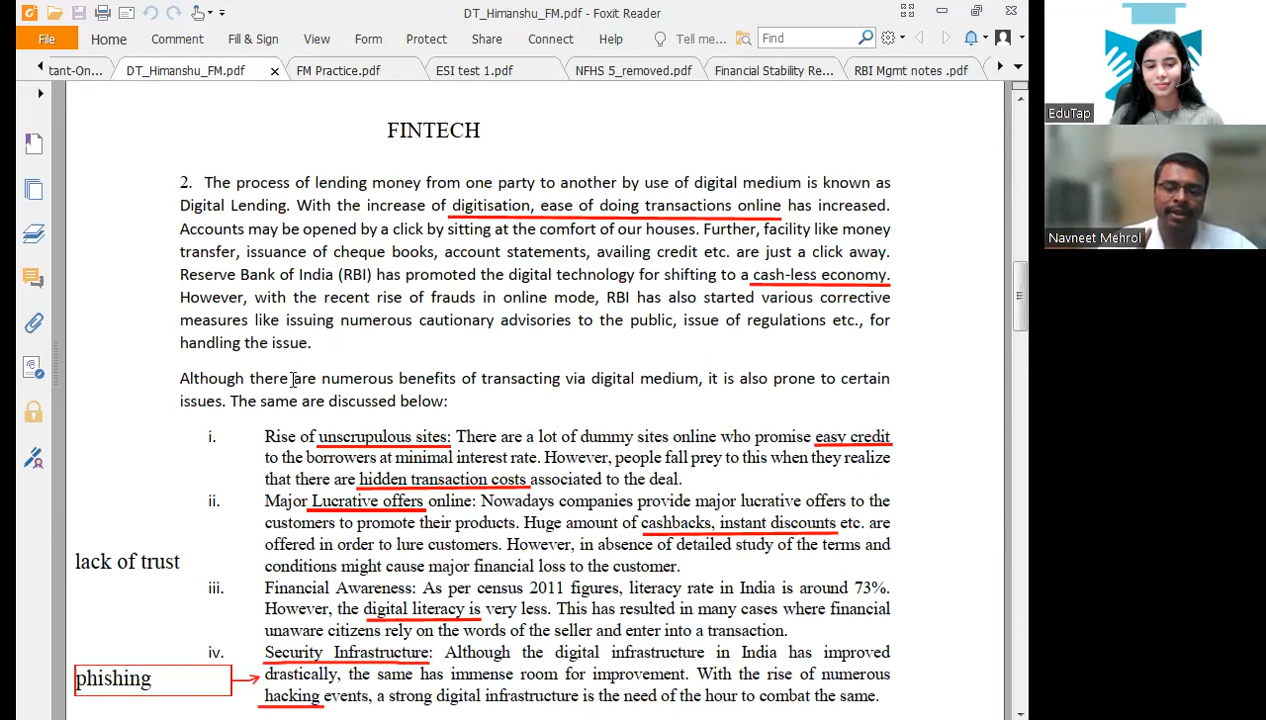 DT_Himanshu_FM.pdf - Foxit Reader
File Home Comment Fill & Sign View Form Protect Share Connect Help Tell me... Find
tant-On... DT_Himanshu_FM.pdf FM Practice.pdf ESI test 1.pdf NFHS 5_removed.pdf Financial Stability Re... RBI Mgmt notes .pdf
FINTECH
2. The process of lending money from one party to another by use of digital medium is known as
Digital Lending. With the increase of digitisation, ease of doing transactions online has increased.
Accounts may be opened by a click by sitting at the comfort of our houses. Further, facility like money
transfer, issuance of cheque books, account statements, availing credit etc. are just a click away.
Reserve Bank of India (RBI) has promoted the digital technology for shifting to a cash-less economy.
However, with the recent rise of frauds in online mode, RBI has also started various corrective
measures like issuing numerous cautionary advisories to the public, issue of regulations etc., for
handling the issue.
Although there are numerous benefits of transacting via digital medium, it is also prone to certain
issues. The same are discussed below:
i. Rise of unscrupulous sites: There are a lot of dummy sites online who promise easy credit
to the borrowers at minimal interest rate. However, people fall prey to this when they realize
that there are hidden transaction costs associated to the deal.
ii. Major Lucrative offers online: Nowadays companies provide major lucrative offers to the
customers to promote their products. Huge amount of cashbacks, instant discounts etc. are
offered in order to lure customers. However, in absence of detailed study of the terms and
conditions might cause major financial loss to the customer.
lack of trust
iii. Financial Awareness: As per census 2011 figures, literacy rate in India is around 73%.
However, the digital literacy is very less. This has resulted in many cases where financial
unaware citizens rely on the words of the seller and enter into a transaction.
iv. Security Infrastructure: Although the digital infrastructure in India has improved
drastically, the same has immense room for improvement. With the rise of numerous
hacking events, a strong digital infrastructure is the need of the hour to combat the same.
phishing
EduTap
Navneet Mehrol